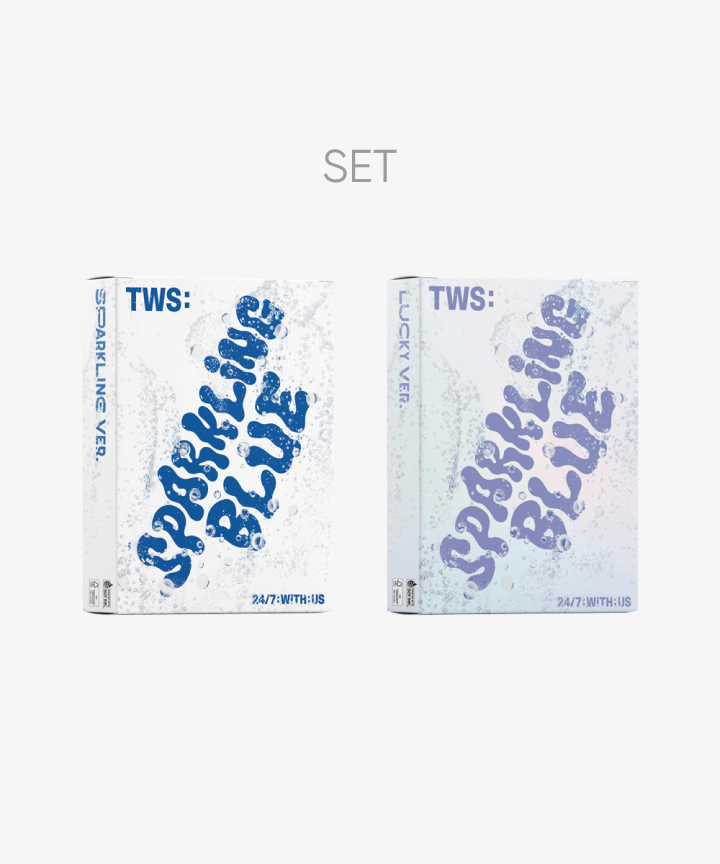 SET
SPARKLING VER.
TWS:
SPARKLING
BLUE
24/7:WITH:US
LUCKY VER.
TWS:
SPARKLING
BLUE
24/7:WITH:US